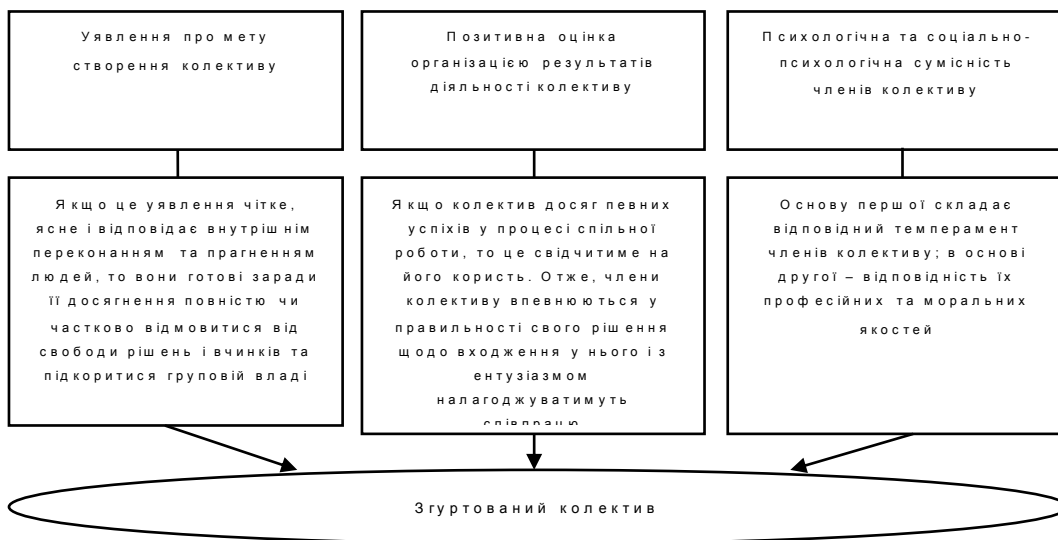 Уявлення про мету
створення колективу
Позитивна оцінка
організацією результатів
діяльності колективу
Психологічна та соціально-
психологічна сумісність
членів колективу
Якщо це уявлення чітке,
ясне і відповідає внутрішнім
переконанням та прагненням
людей, то вони готові заради
її досягнення повністю чи
частково відмовитися від
свободи рішень і вчинків та
підкоритися груповій владі
Якщо колектив досяг певних
успіхів у процесі спільної
роботи, то це свідчитиме на
його користь. Отже, члени
колективу впевнюються у
правильності свого рішення
щодо входження у нього і з
ентузіазмом
налагоджуватимуть
співпрацю
Основу першої складає
відповідний темперамент
членів колективу; в основі
другої – відповідність їх
професійних та моральних
якостей
Згуртований колектив